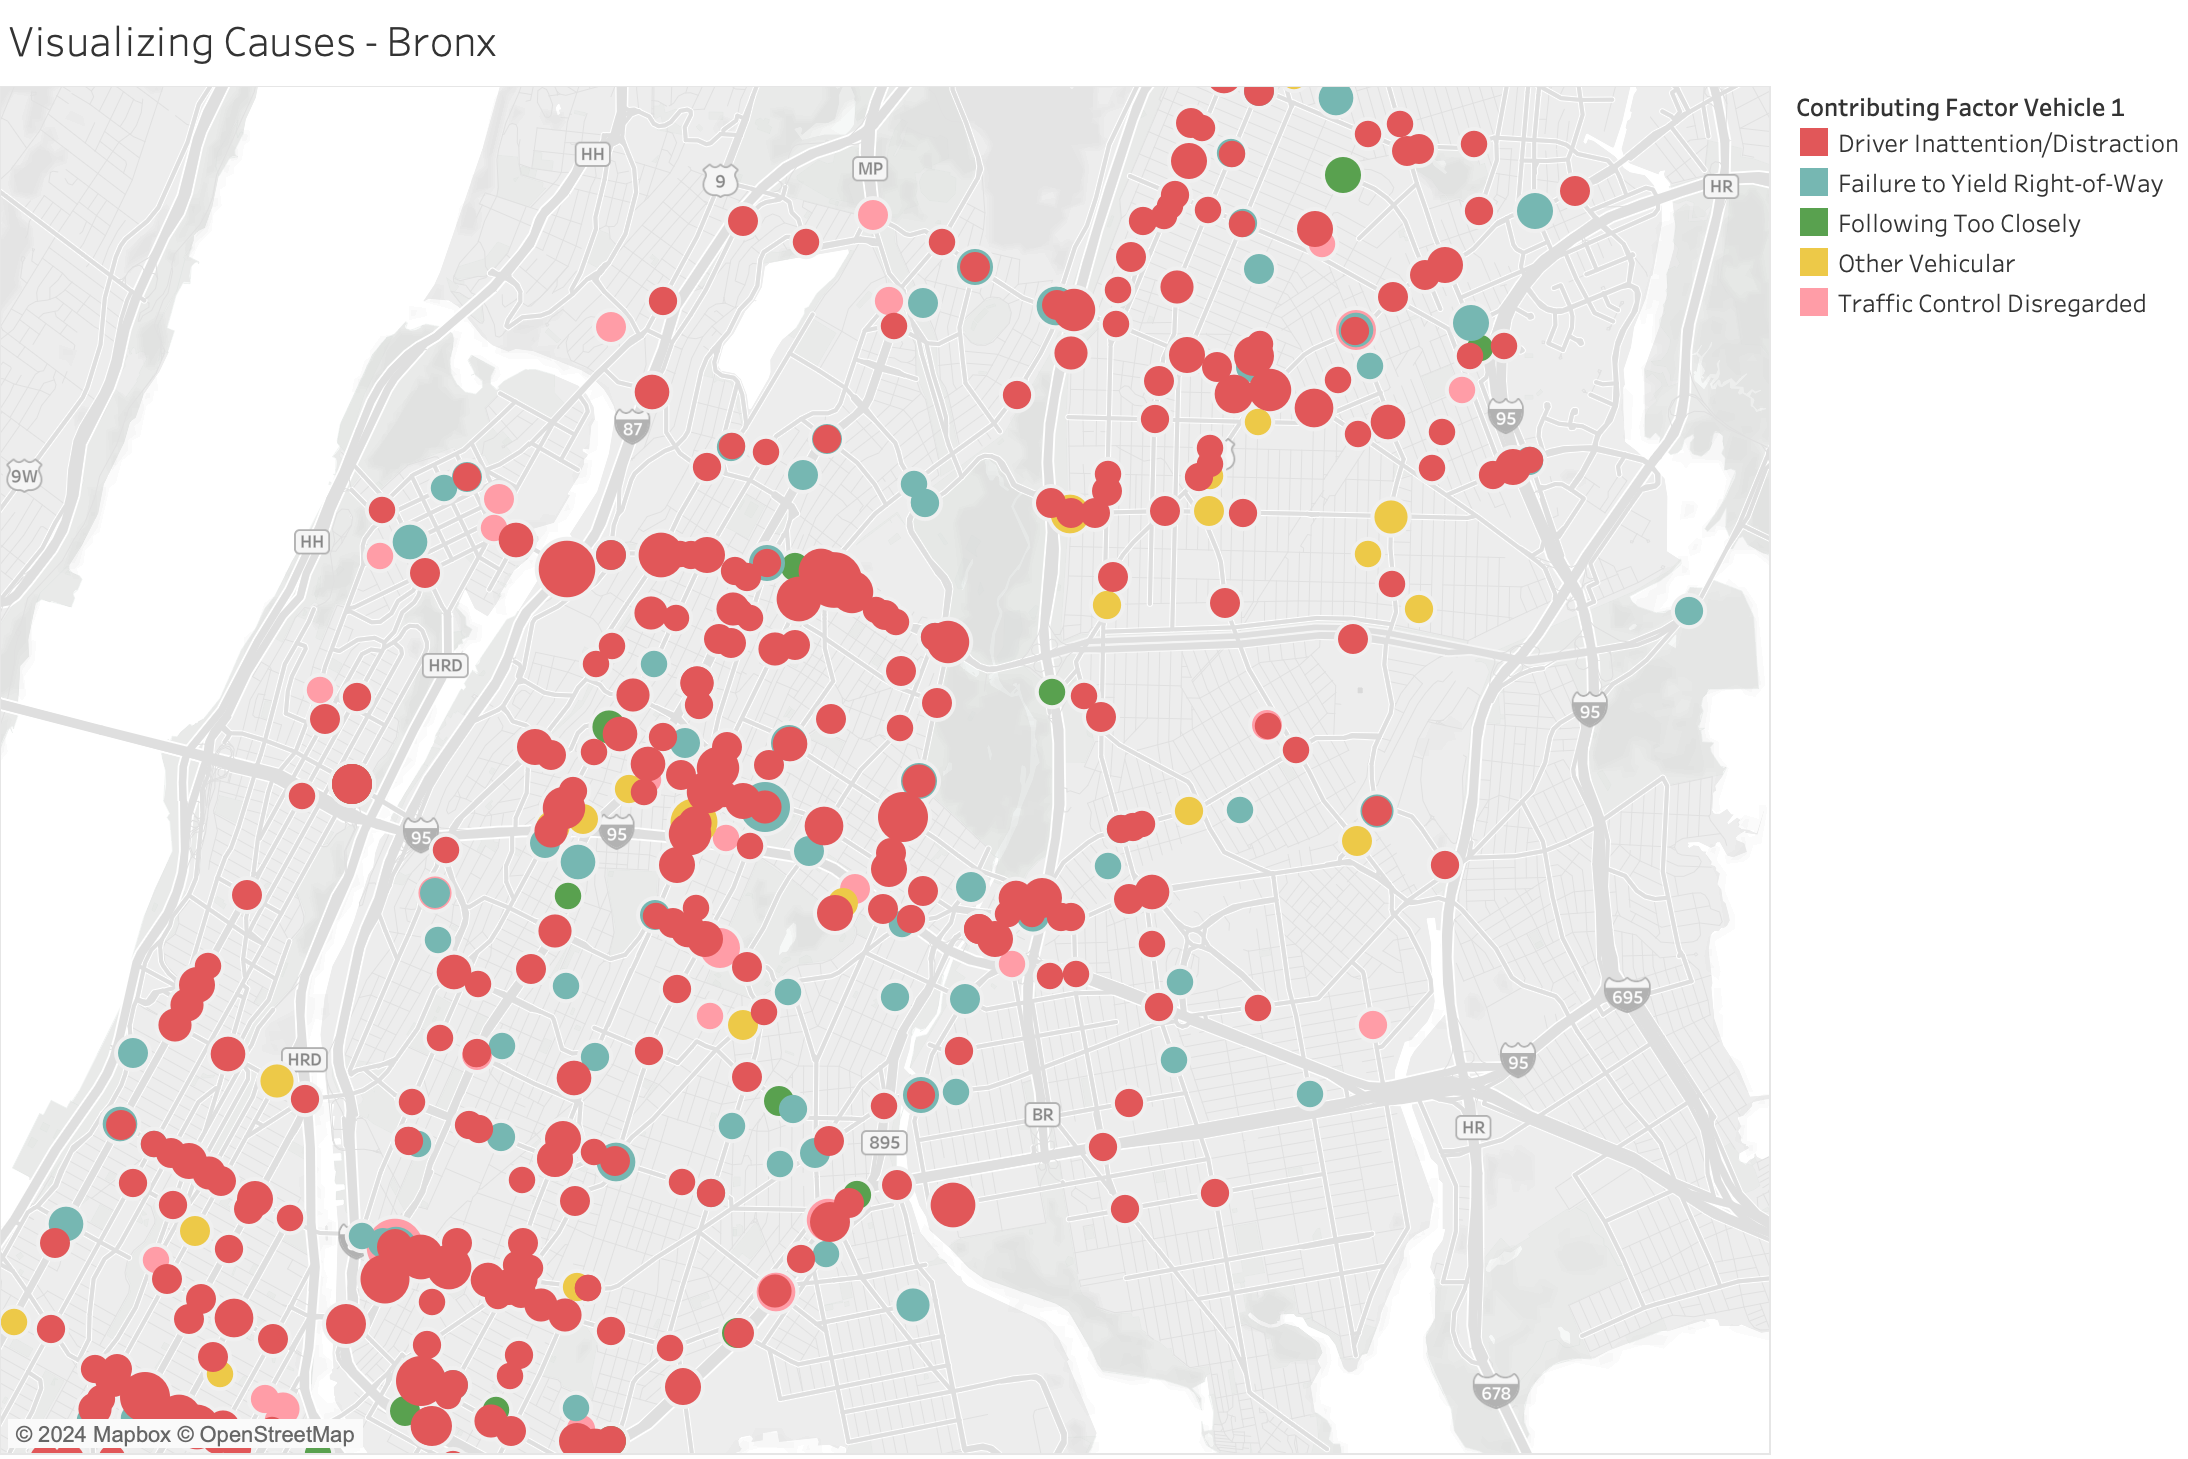 Visualizing Causes - Bronx
Contributing Factor Vehicle 1
Driver Inattention/Distraction
Failure to Yield Right-of-Way
Following Too Closely
Other Vehicular
Traffic Control Disregarded
HH
9
MP
HR
87
95
9W
HH
HRD
95
95
95
695
HRD
95
BR
HR
895
678
© 2024 Mapbox © OpenStreetMap